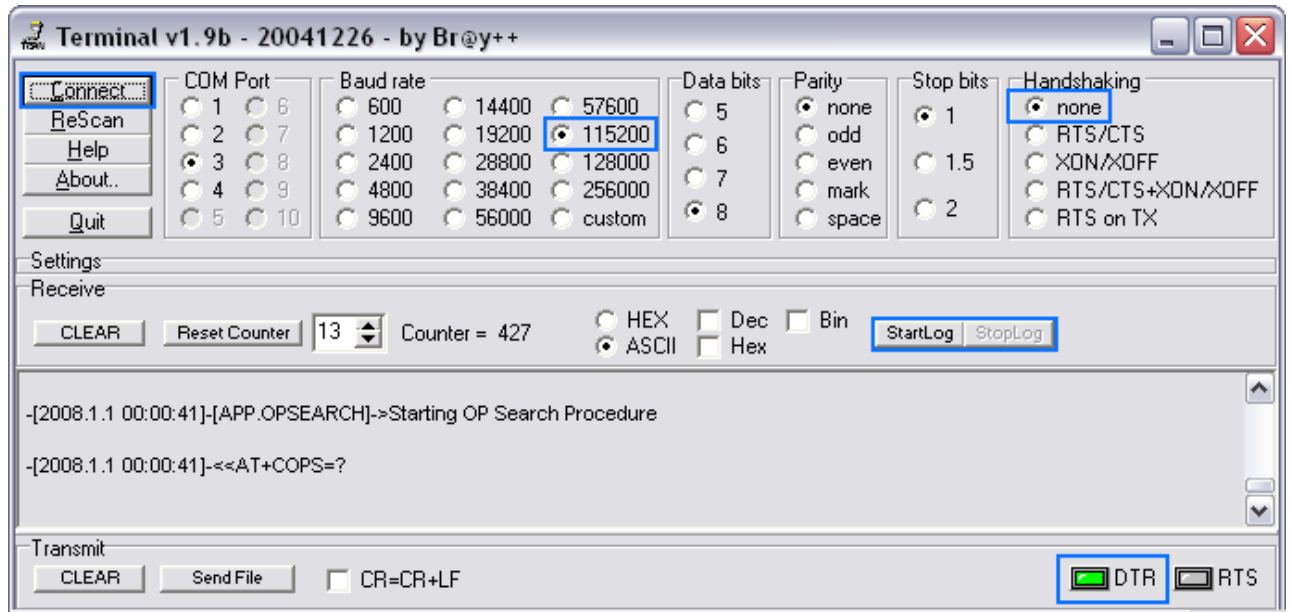 Terminal v1.9b - 20041226 - by Br@y++
Connect
ReScan
Help
About..
Quit
COM Port
1 6
2 7
3 8
4 9
5 10
Baud rate
600 14400 57600
1200 19200 115200
2400 28800 128000
4800 38400 256000
9600 56000 custom
Data bits
5
6
7
8
Parity
none
odd
even
mark
space
Stop bits
1
1.5
2
Handshaking
none
RTS/CTS
XON/XOFF
RTS/CTS+XON/XOFF
RTS on TX
Settings
Receive
CLEAR Reset Counter 13 Counter = 427
HEX Dec Bin
ASCII Hex
StartLog StopLog
-[2008.1.1 00:00:41]-[APP.OPSEARCH]->Starting OP Search Procedure
-[2008.1.1 00:00:41]-<<AT+COPS=?
Transmit
CLEAR Send File CR=CR+LF DTR RTS